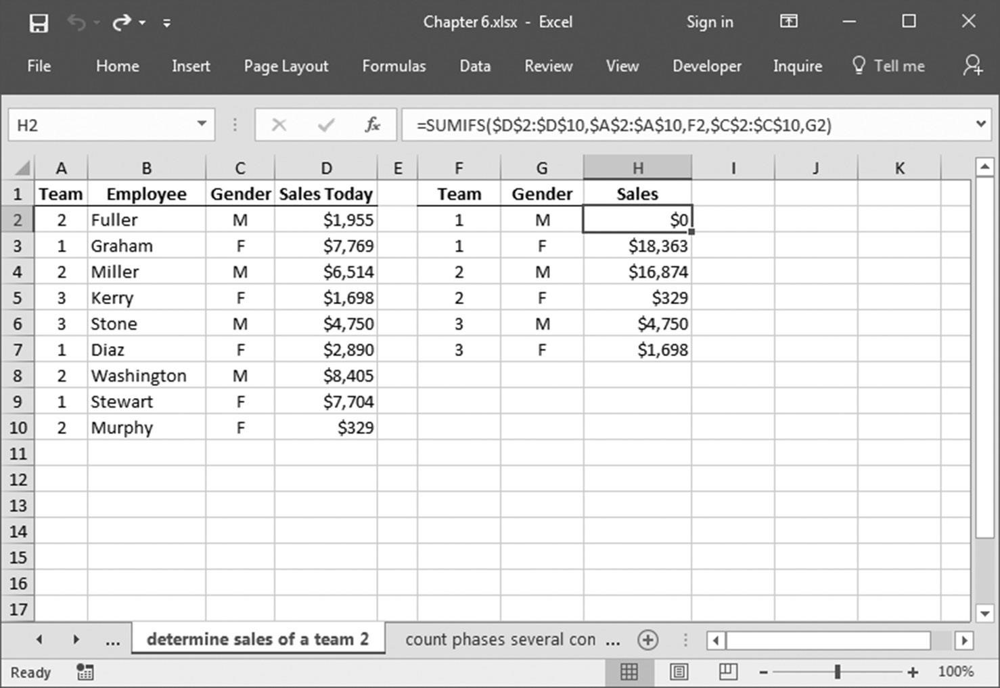 Chapter 6.xlsx - Excel Sign in
File Home Insert Page Layout Formulas Data Review View Developer Inquire Tell me
H2 fx =SUMIFS($D$2:$D$10,$A$2:$A$10,F2,$C$2:$C$10,G2)
A B C D E F G H I J K
1 Team Employee Gender Sales Today Team Gender Sales
2 2 Fuller M $1,955 1 M $0
3 1 Graham F $7,769 1 F $18,363
4 2 Miller M $6,514 2 M $16,874
5 3 Kerry F $1,698 2 F $329
6 3 Stone M $4,750 3 M $4,750
7 1 Diaz F $2,890 3 F $1,698
8 2 Washington M $8,405
9 1 Stewart F $7,704
10 2 Murphy F $329
11
12
13
14
15
16
17
... determine sales of a team 2 count phases several con ...
Ready 100%